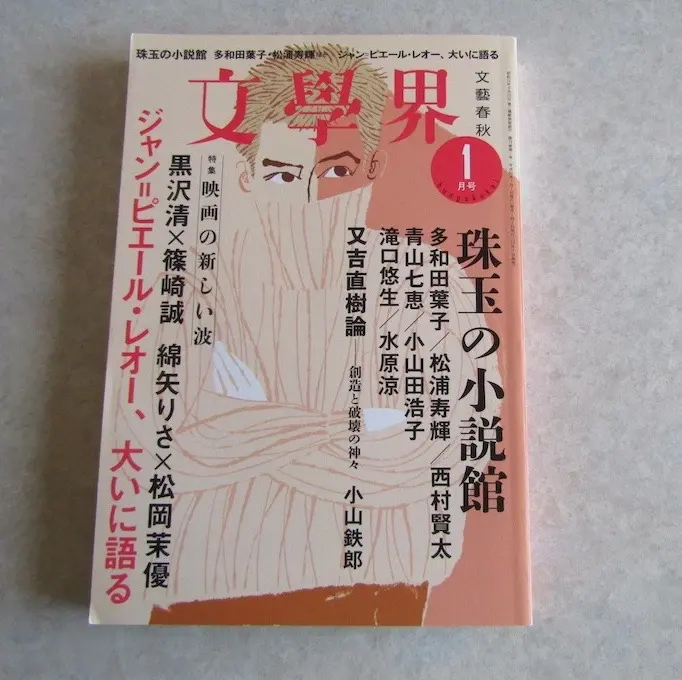 珠玉の小説館 多和田葉子・松浦寿輝ほか ジャン=ピエール・レオー、大いに語る
文學界
文藝春秋
1
月号
珠玉の小説館
多和田葉子/松浦寿輝/西村賢太
青山七恵/小山田浩子
滝口悠生/水原涼
又吉直樹論――創造と破壊の神々 小山鉄郎
特集 映画の新しい波
黒沢清×篠崎誠 綿矢りさ×松岡茉優
ジャン=ピエール・レオー、大いに語る